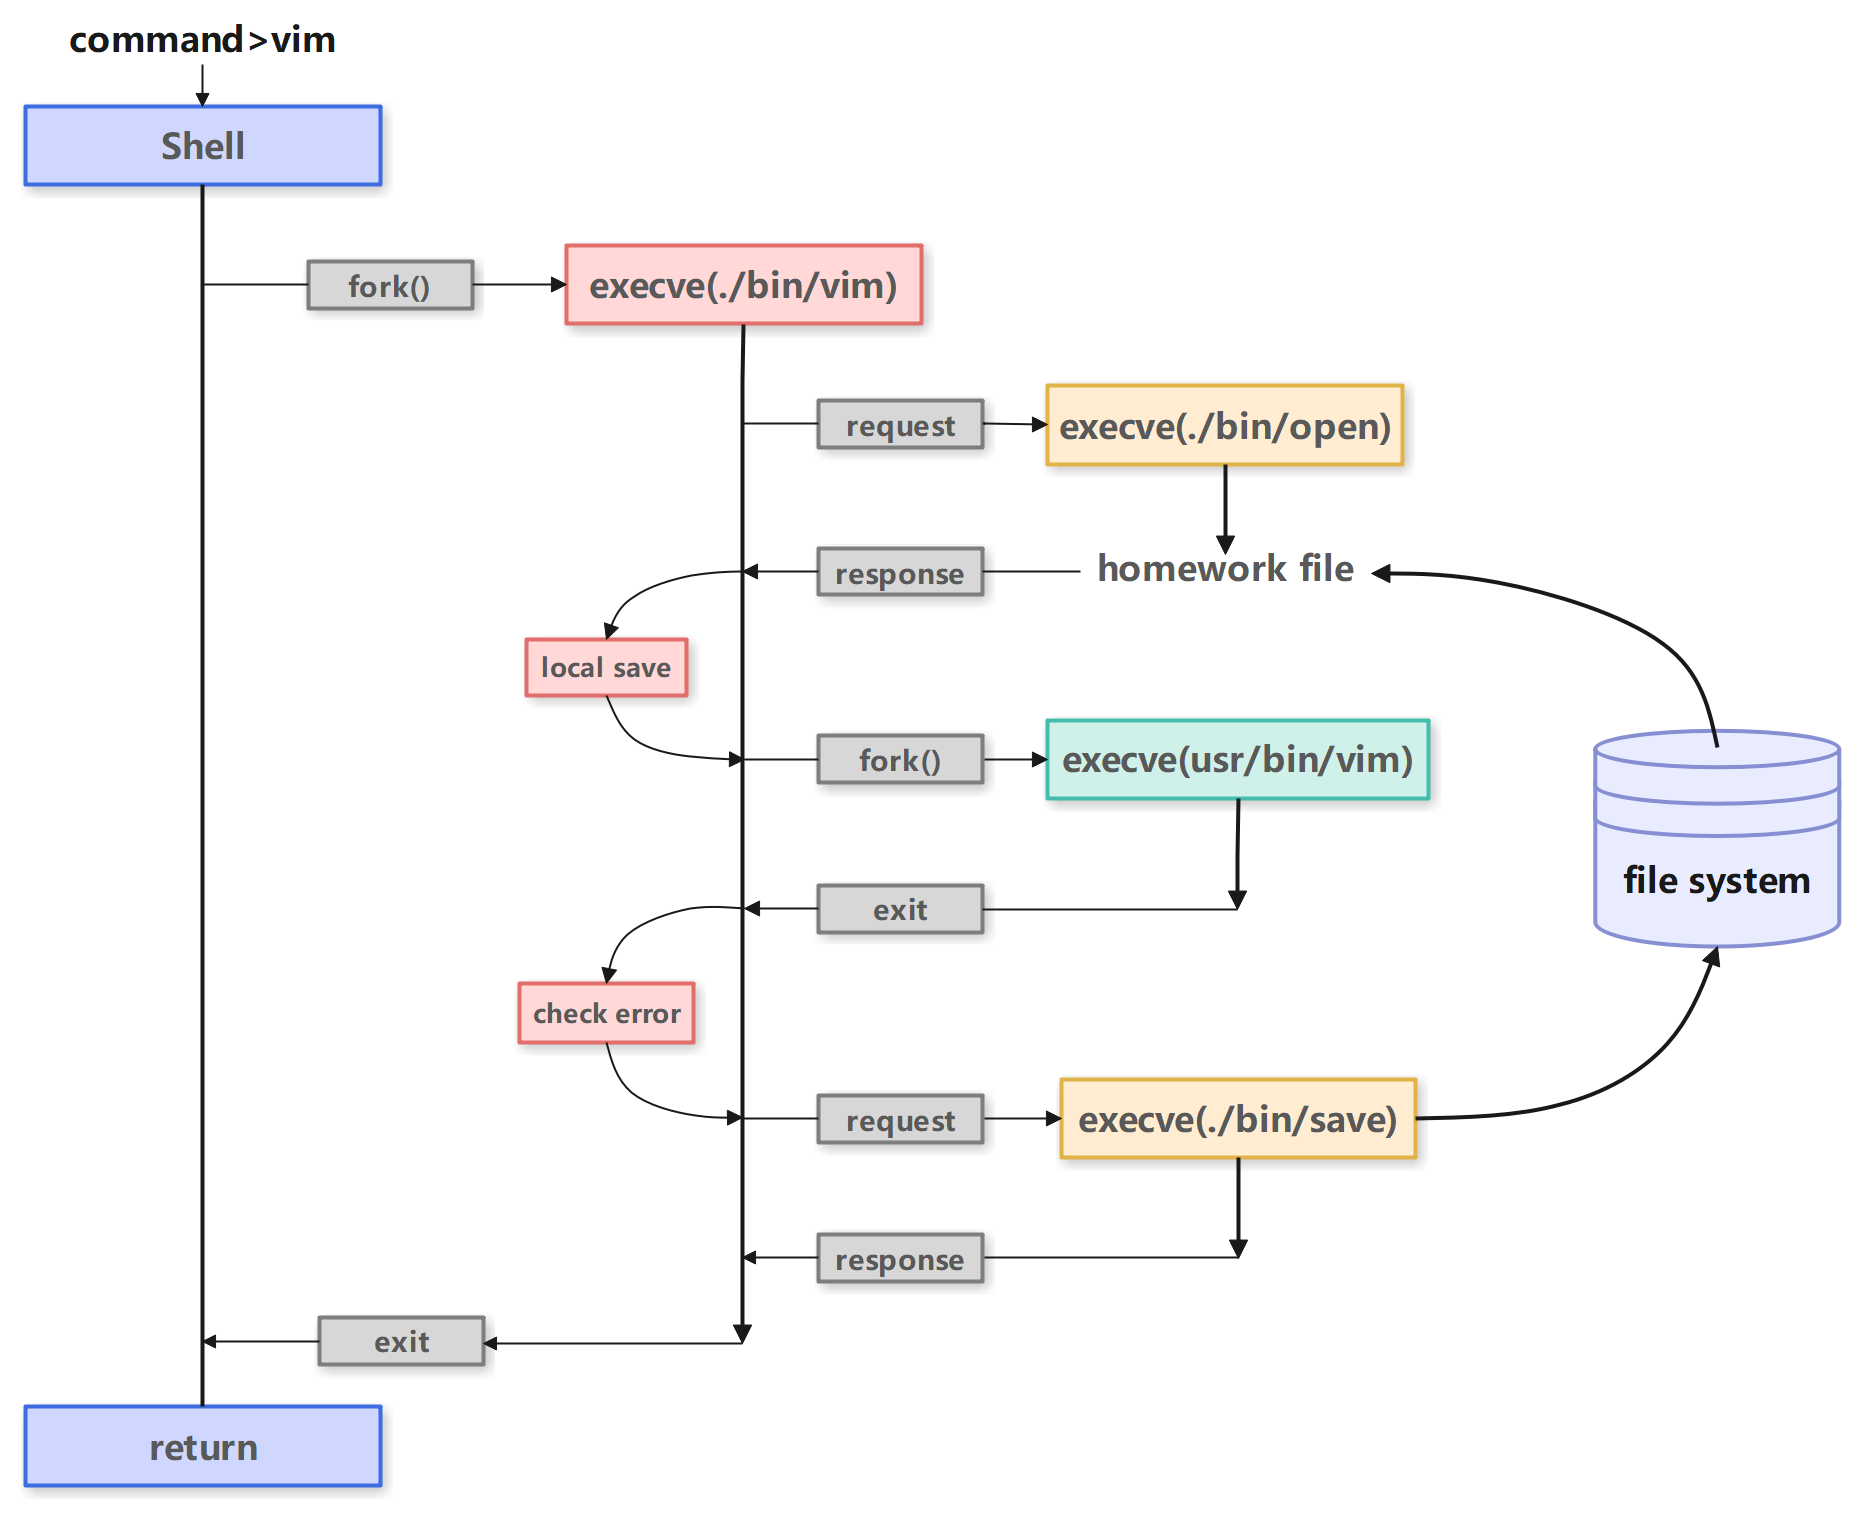 command>vim
Shell
fork()
execve(./bin/vim)
request
execve(./bin/open)
response
homework file
local save
fork()
execve(usr/bin/vim)
file system
exit
check error
request
execve(./bin/save)
response
exit
return